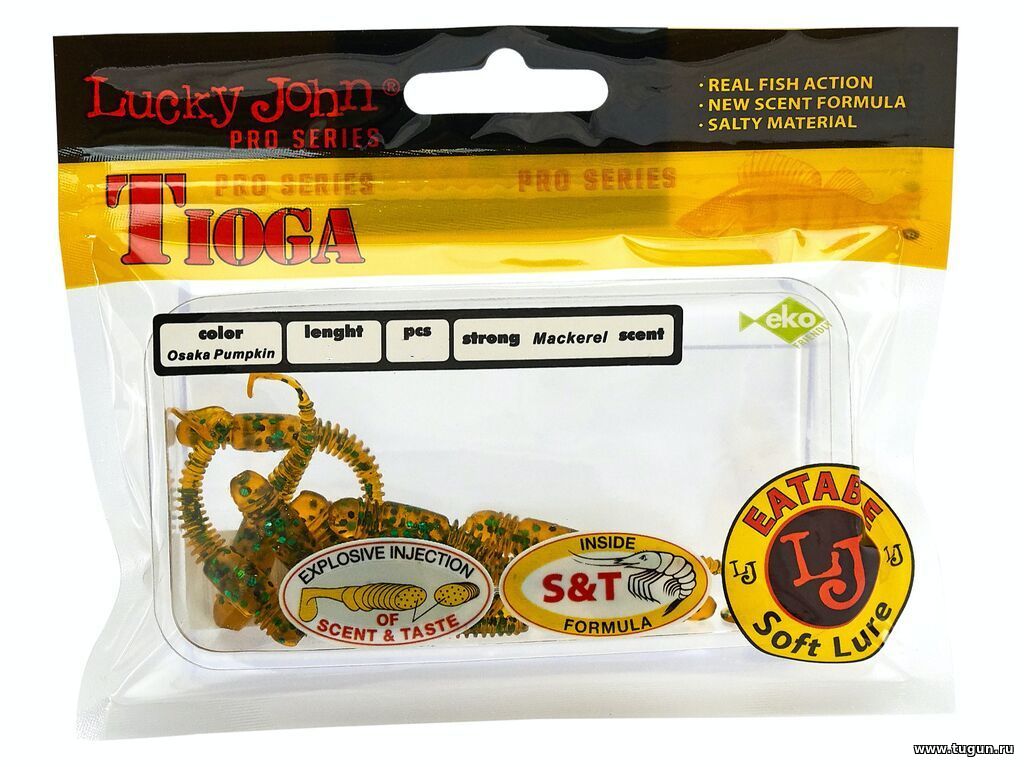 Lucky John®
PRO SERIES
· REAL FISH ACTION
· NEW SCENT FORMULA
· SALTY MATERIAL
PRO SERIES
PRO SERIES
TIOGA
color
Osaka Pumpkin
lenght
pcs
strong Mackerel scent
eko
FRIENDLY
EXPLOSIVE INJECTION
OF
SCENT & TASTE
INSIDE
S&T
FORMULA
EATABE
LJ
LJ
LJ
Soft Lure
www.tugun.ru